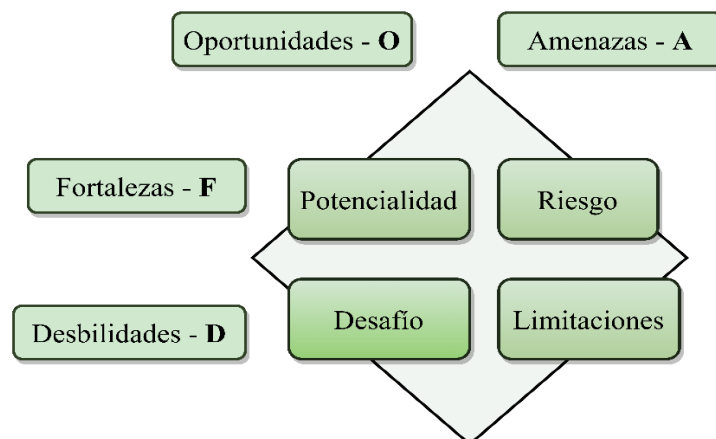 Oportunidades - O
Amenazas - A
Fortalezas - F
Potencialidad
Riesgo
Desbilidades - D
Desafío
Limitaciones